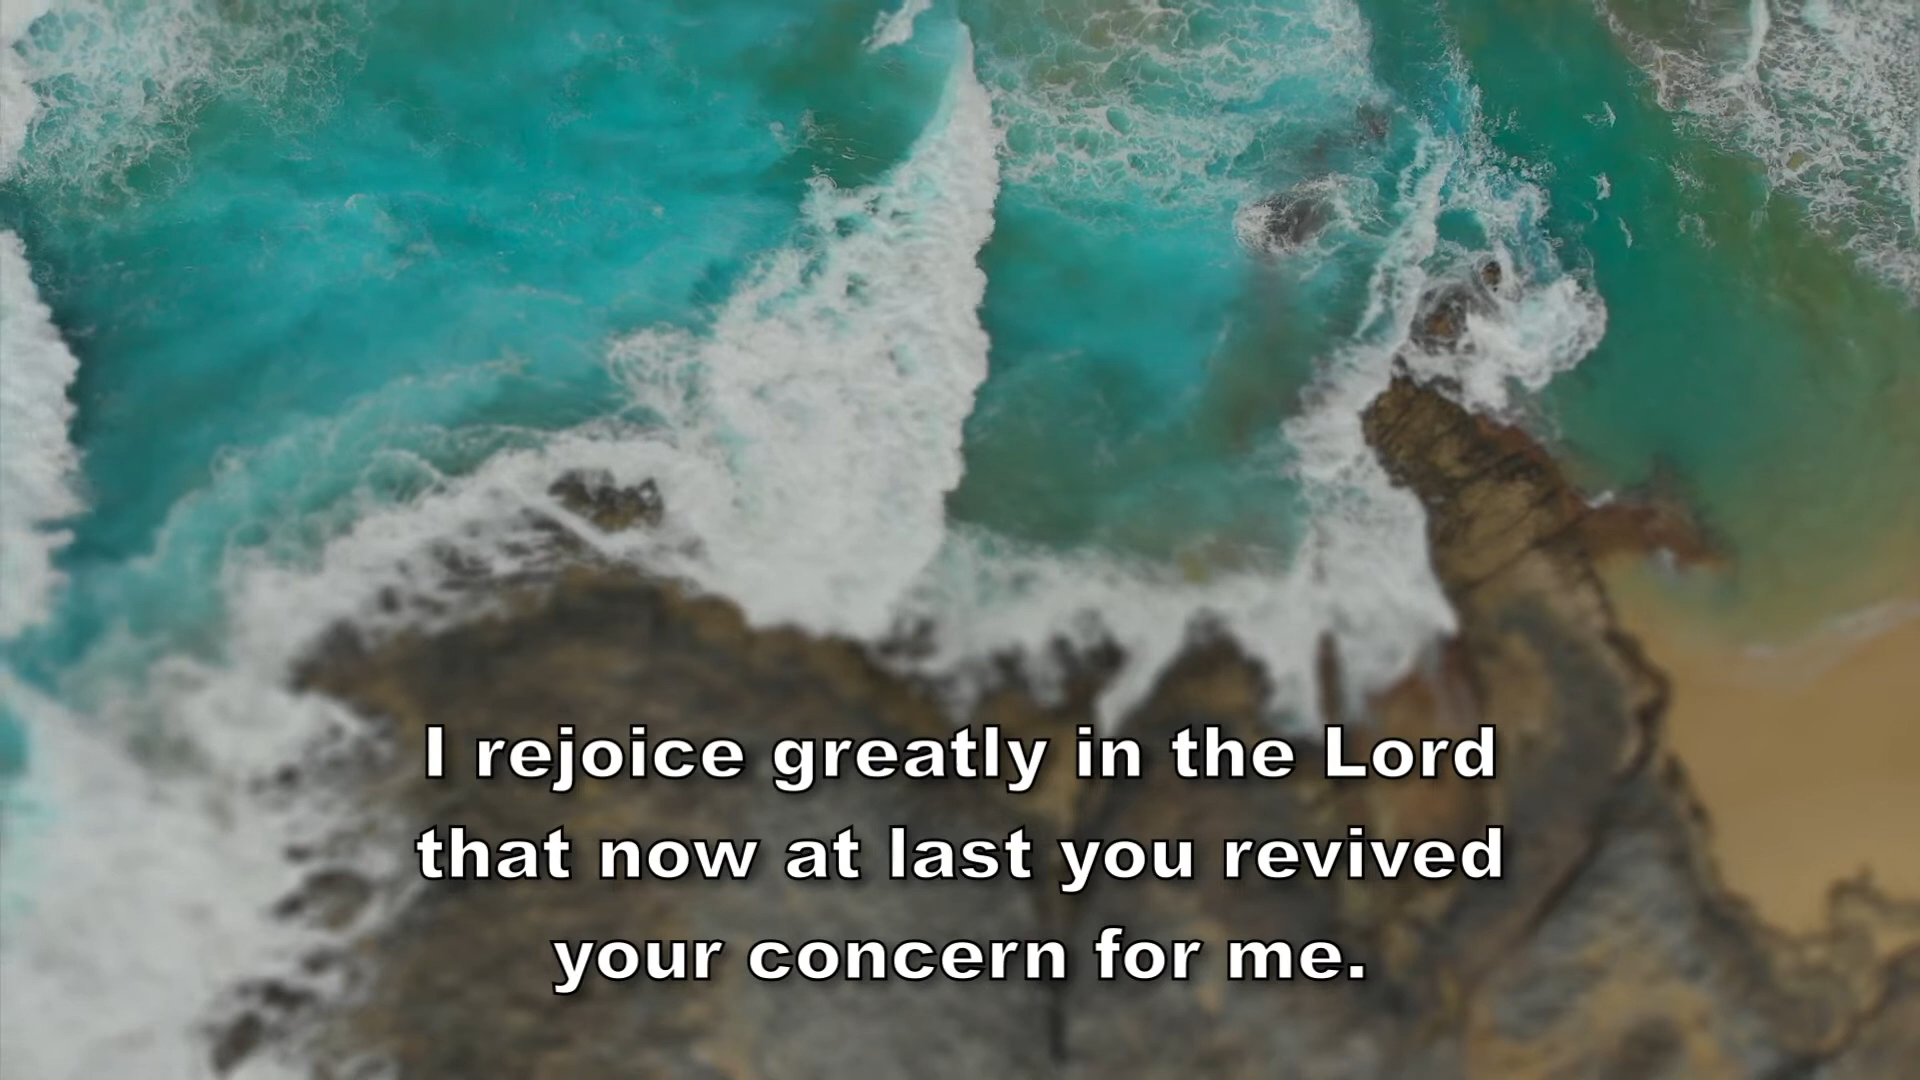 I rejoice greatly in the Lord
that now at last you revived
your concern for me.